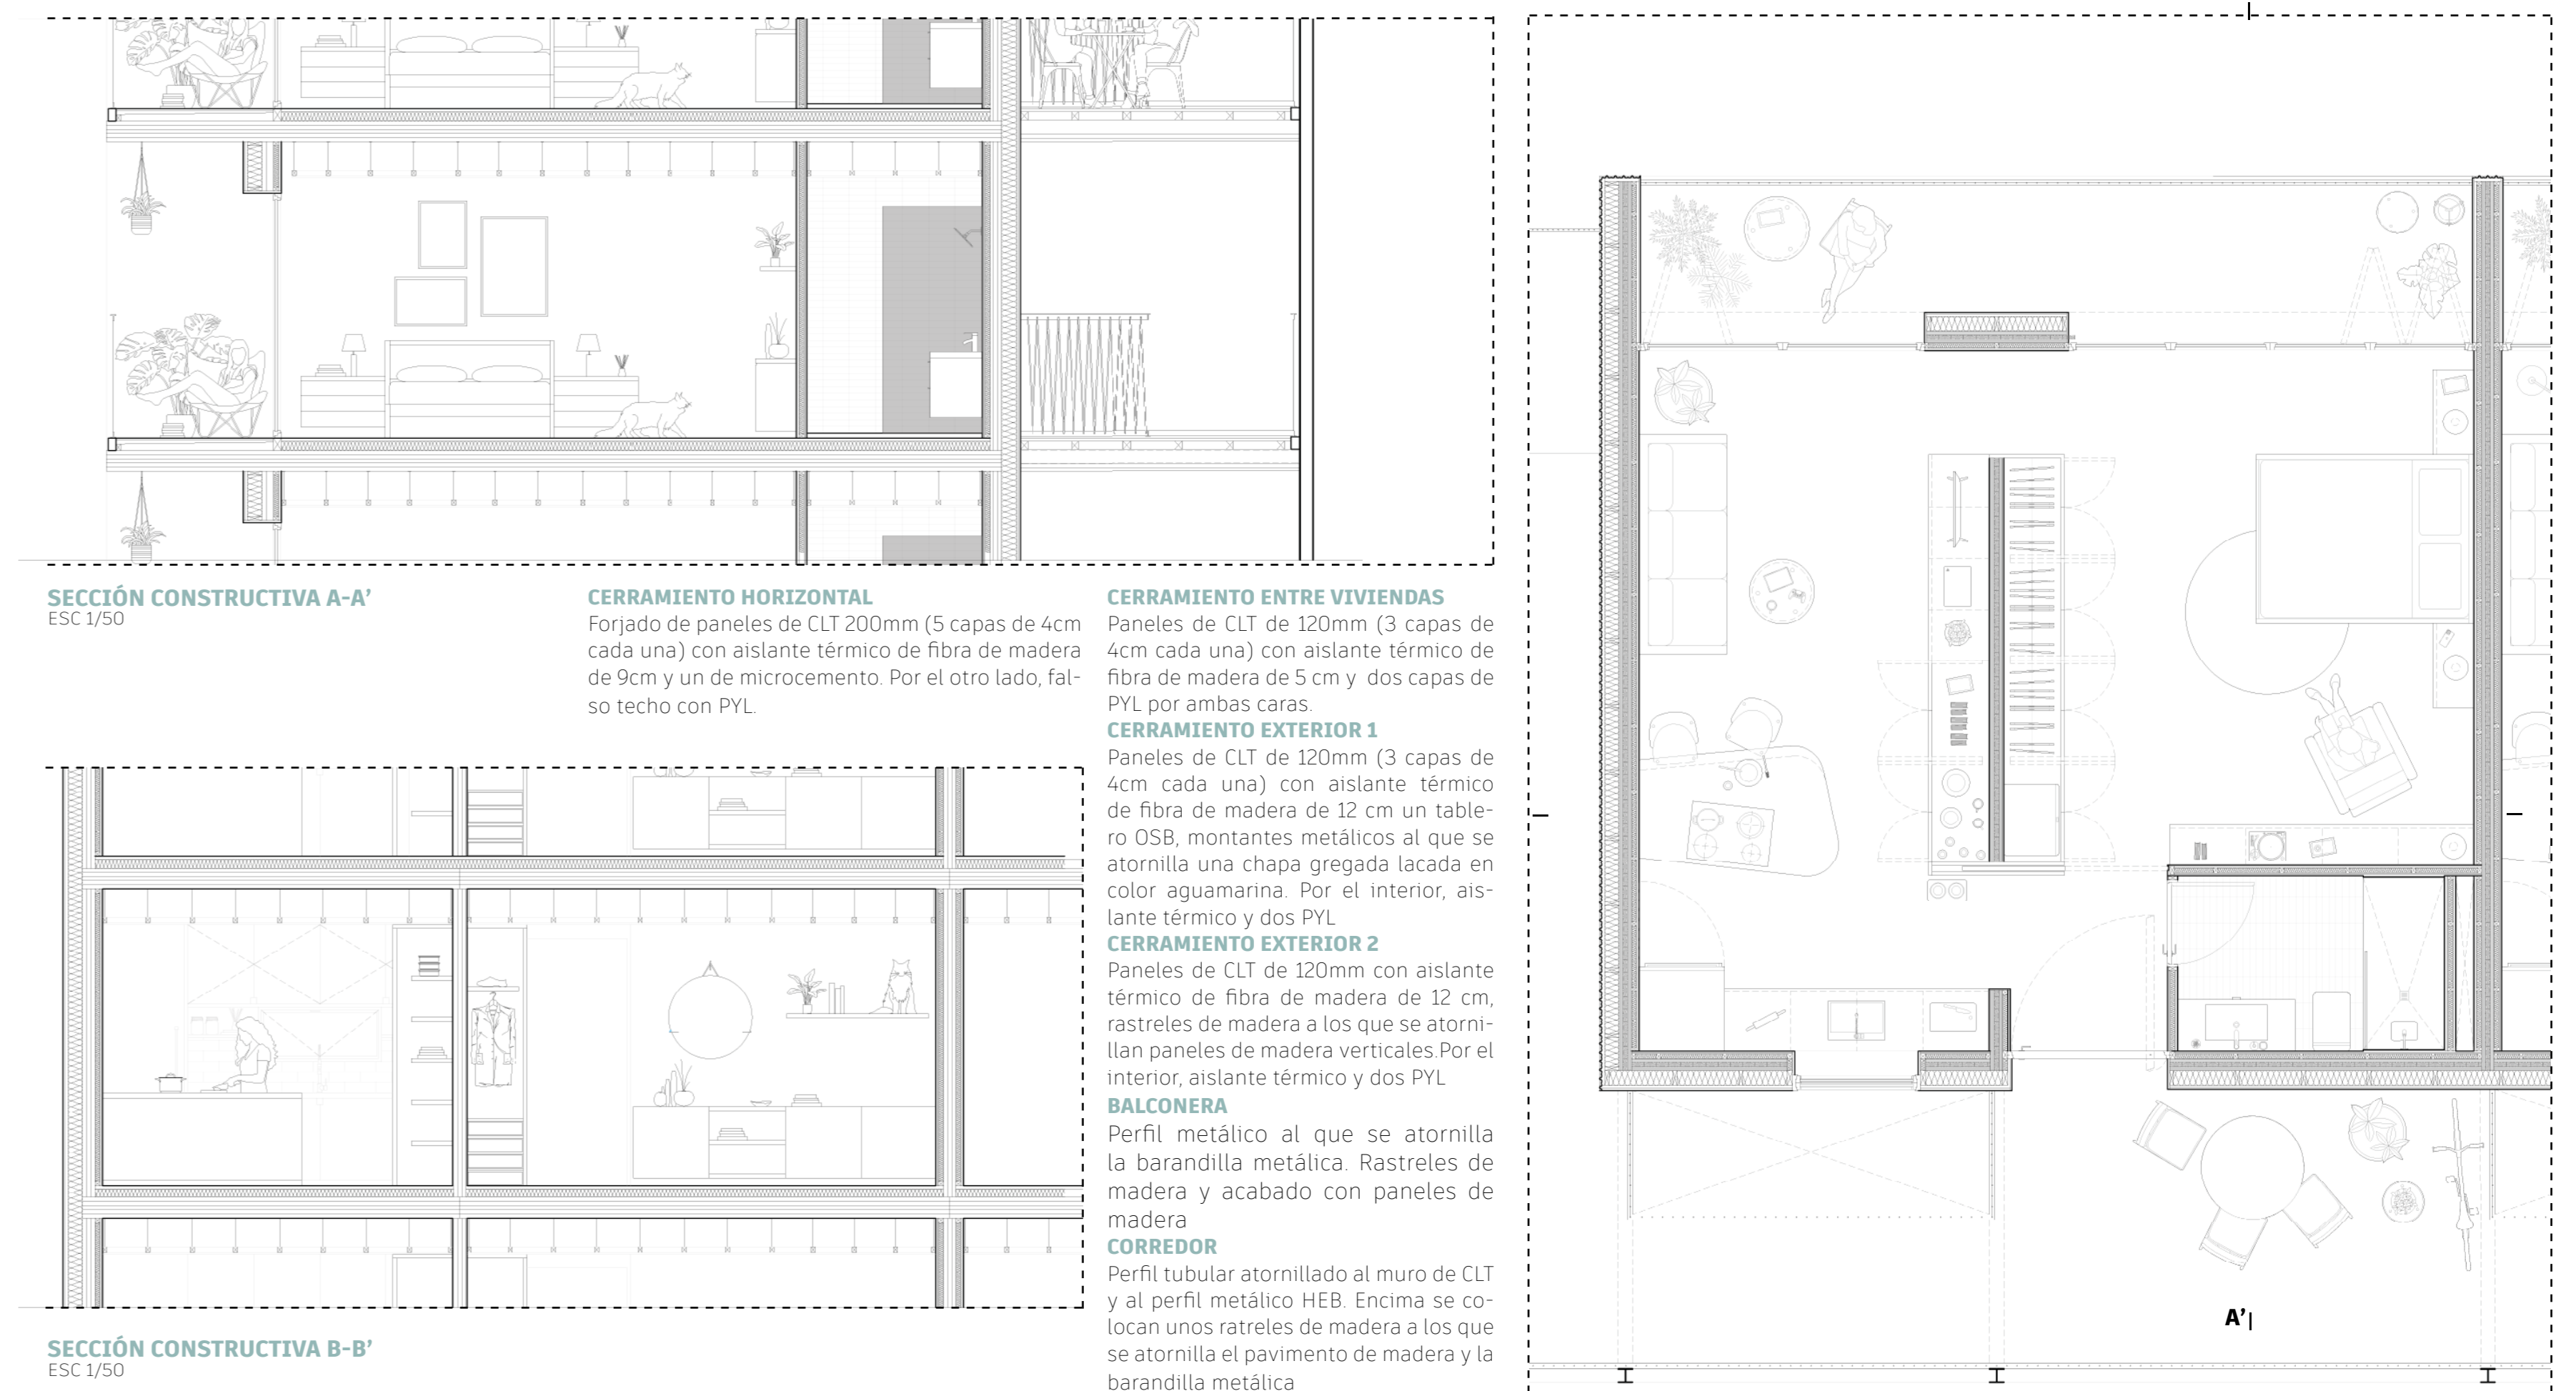 SECCIÓN CONSTRUCTIVA A-A’
ESC 1/50
CERRAMIENTO HORIZONTAL
Forjado de paneles de CLT 200mm (5 capas de 4cm
cada una) con aislante térmico de fibra de madera
de 9cm y un de microcemento. Por el otro lado, fal-
so techo con PYL.
CERRAMIENTO ENTRE VIVIENDAS
Paneles de CLT de 120mm (3 capas de
4cm cada una) con aislante térmico de
fibra de madera de 5 cm y dos capas de
PYL por ambas caras.
CERRAMIENTO EXTERIOR 1
Paneles de CLT de 120mm (3 capas de
4cm cada una) con aislante térmico
de fibra de madera de 12 cm un table-
ro OSB, montantes metálicos al que se
atornilla una chapa gregada lacada en
color aguamarina. Por el interior, ais-
lante térmico y dos PYL
CERRAMIENTO EXTERIOR 2
Paneles de CLT de 120mm con aislante
térmico de fibra de madera de 12 cm,
rastreles de madera a los que se atorni-
llan paneles de madera verticales.Por el
interior, aislante térmico y dos PYL
BALCONERA
Perfil metálico al que se atornilla
la barandilla metálica. Rastreles de
madera y acabado con paneles de
madera
CORREDOR
Perfil tubular atornillado al muro de CLT
y al perfil metálico HEB. Encima se co-
locan unos ratreles de madera a los que
se atornilla el pavimento de madera y la
barandilla metálica
SECCIÓN CONSTRUCTIVA B-B’
ESC 1/50
A’